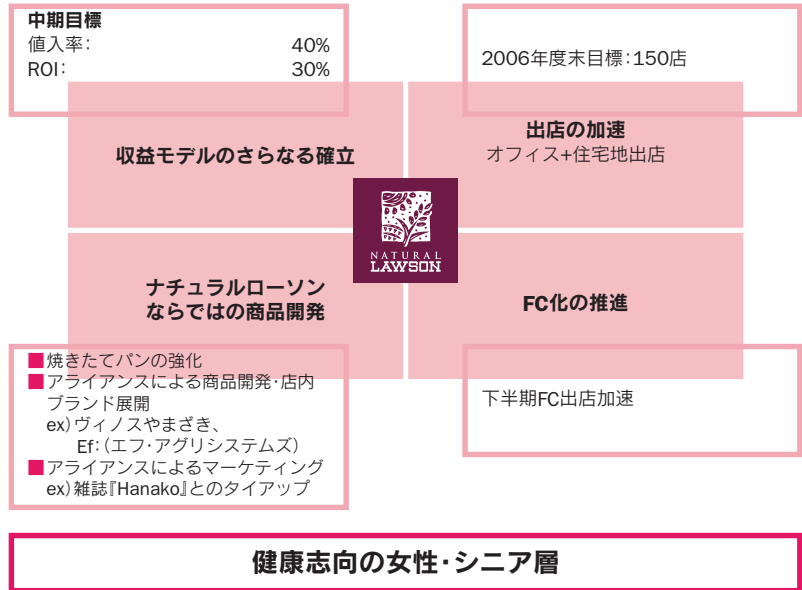 中期目標
値入率: 40%
ROI: 30%
2006年度末目標:150店
収益モデルのさらなる確立
出店の加速
オフィス+住宅地出店
NATURAL
LAWSON
ナチュラルローソン
ならではの商品開発
FC化の推進
■焼きたてパンの強化
■アライアンスによる商品開発・店内
ブランド展開
ex)ヴィノスやまざき、
Ef:(エフ・アグリシステムズ)
■アライアンスによるマーケティング
ex)雑誌『Hanako』とのタイアップ
下半期FC出店加速
健康志向の女性・シニア層